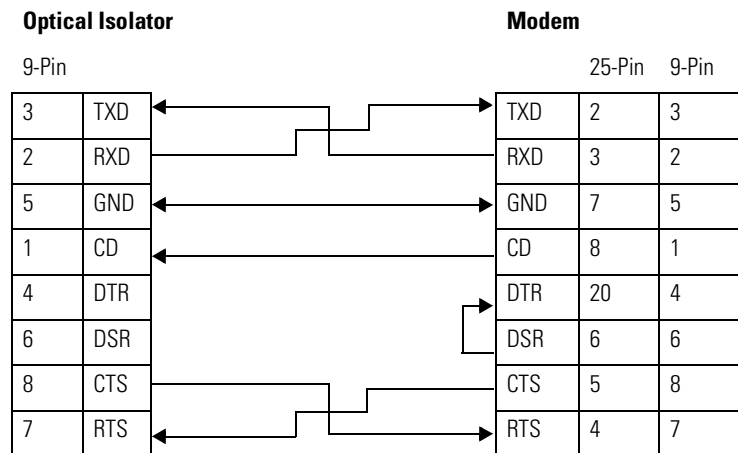 Optical Isolator Modem
9-Pin 25-Pin 9-Pin
3 TXD TXD 2 3
2 RXD RXD 3 2
5 GND GND 7 5
1 CD CD 8 1
4 DTR DTR 20 4
6 DSR DSR 6 6
8 CTS CTS 5 8
7 RTS RTS 4 7